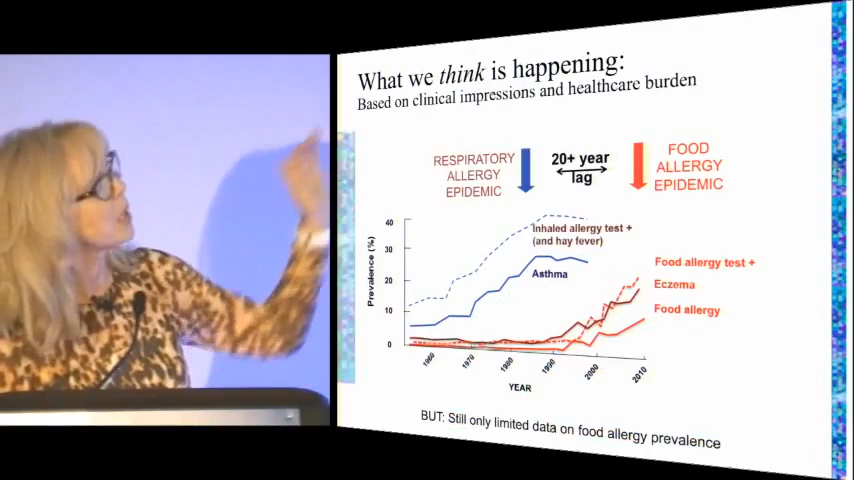 What we think is happening:
Based on clinical impressions and healthcare burden
RESPIRATORY
ALLERGY
EPIDEMIC
20+ year
lag
FOOD
ALLERGY
EPIDEMIC
Prevalence (%)
40
30
20
10
0
Inhaled allergy test +
(and hay fever)
Asthma
Food allergy test +
Eczema
Food allergy
1960
1970
1980
1990
2000
2010
YEAR
BUT: Still only limited data on food allergy prevalence